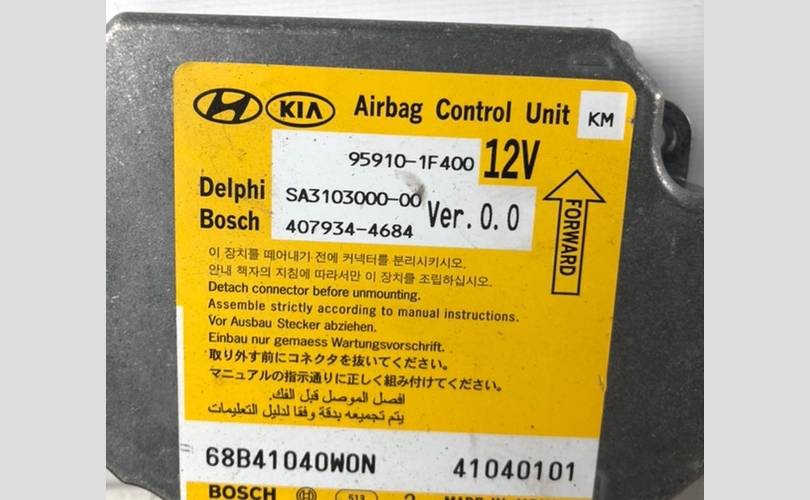 KIA Airbag Control Unit KM
95910-1F400 12V
Delphi SA3103000-00 Ver. 0.0
Bosch 407934-4684
FORWARD
이 장치를 떼어내기 전에 커넥터를 분리시키시오.
안내 책자의 지침에 따라서만 이 장치를 조립하십시오.
Detach connector before unmounting.
Assemble strictly according to manual instructions.
Vor Ausbau Stecker abziehen.
Einbau nur gemaess Wartungsvorschrift.
取り外す前にコネクタを抜いてください。
マニュアルの指示通りに正しく組み付けてください。
افصل الموصل قبل الفك.
يتم تجميعه بدقة وفقا لدليل التعليمات
68B41040W0N 41040101
BOSCH 513 MADE IN